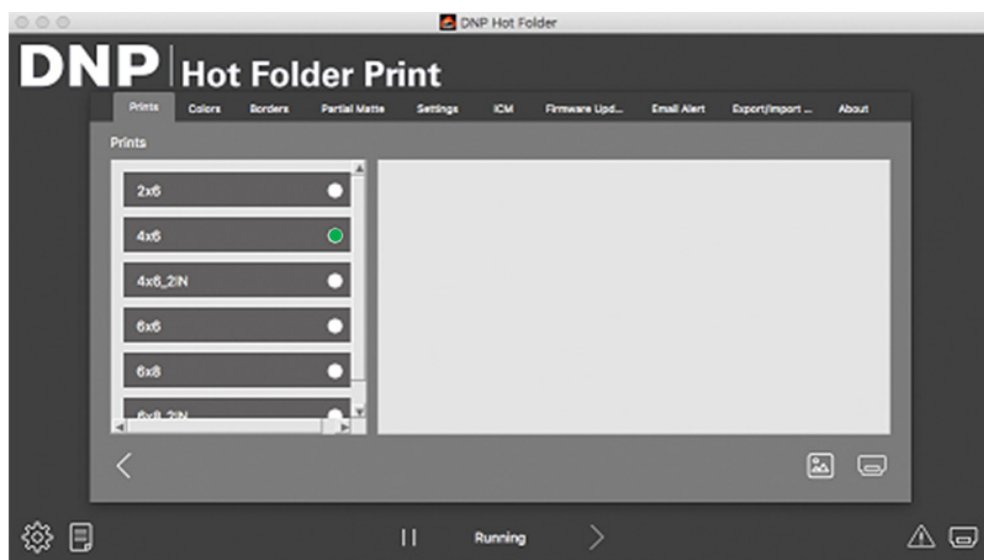 DNP Hot Folder
DNP Hot Folder Print
Prints Colors Borders Partial Matte Settings ICM Firmware Upd... Email Alert Export/Import ... About
Prints
2x6
4x6
4x6_2IN
6x6
6x8
6x8_2IN
Running